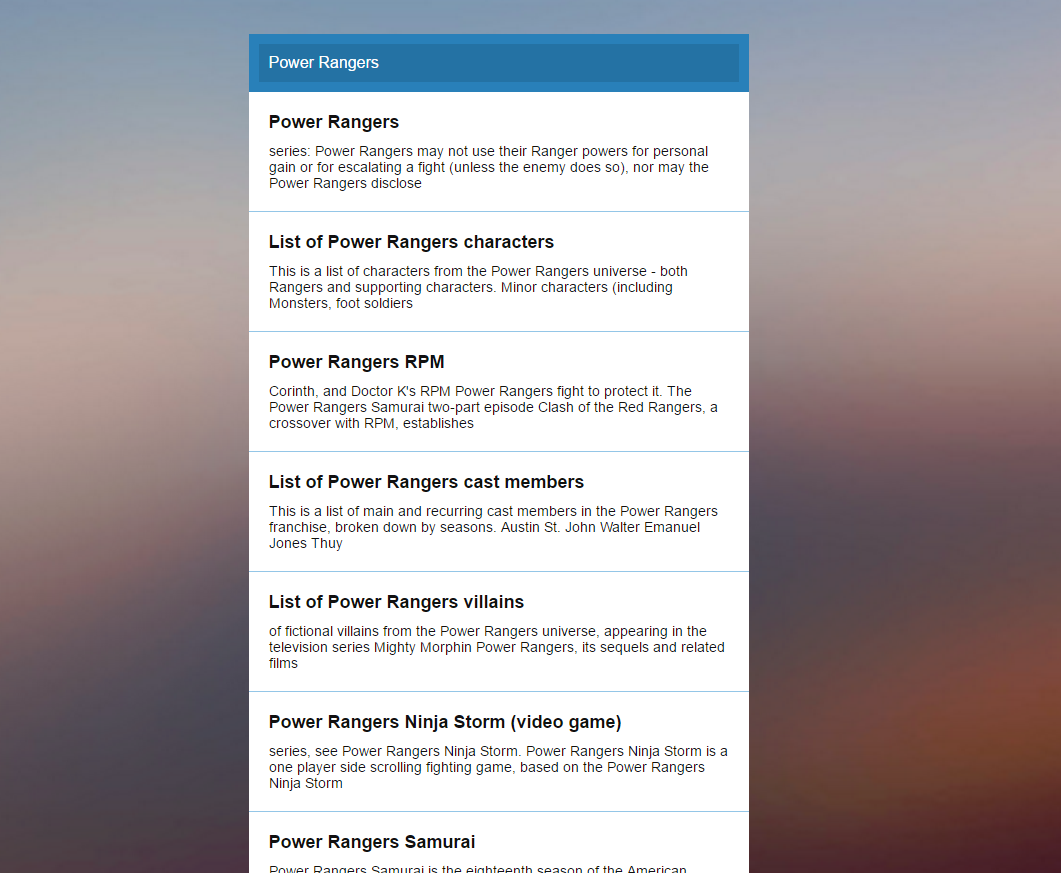 Power Rangers
Power Rangers
series: Power Rangers may not use their Ranger powers for personal
gain or for escalating a fight (unless the enemy does so), nor may the
Power Rangers disclose
List of Power Rangers characters
This is a list of characters from the Power Rangers universe - both
Rangers and supporting characters. Minor characters (including
Monsters, foot soldiers
Power Rangers RPM
Corinth, and Doctor K's RPM Power Rangers fight to protect it. The
Power Rangers Samurai two-part episode Clash of the Red Rangers, a
crossover with RPM, establishes
List of Power Rangers cast members
This is a list of main and recurring cast members in the Power Rangers
franchise, broken down by seasons. Austin St. John Walter Emanuel
Jones Thuy
List of Power Rangers villains
of fictional villains from the Power Rangers universe, appearing in the
television series Mighty Morphin Power Rangers, its sequels and related
films
Power Rangers Ninja Storm (video game)
series, see Power Rangers Ninja Storm. Power Rangers Ninja Storm is a
one player side scrolling fighting game, based on the Power Rangers
Ninja Storm
Power Rangers Samurai
Power Rangers Samurai is the eighteenth season of the American